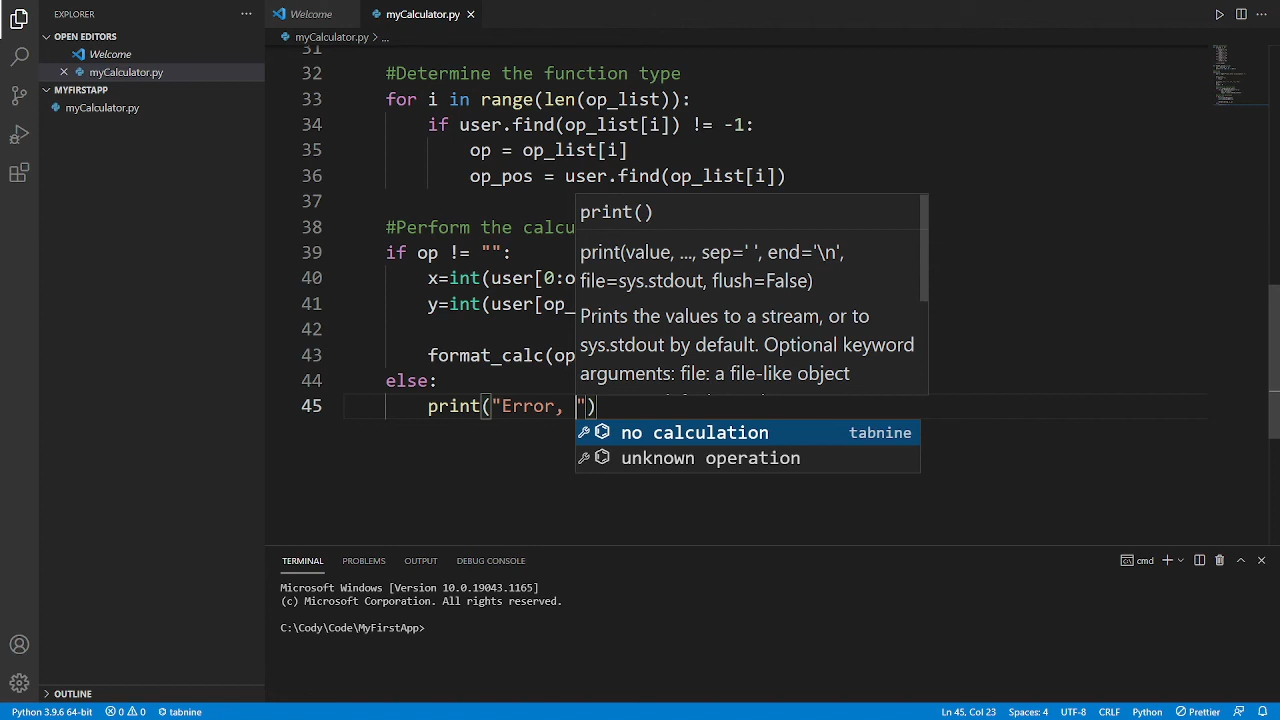 EXPLORER
···
Welcome
myCalculator.py
OPEN EDITORS
myCalculator.py > ...
Welcome
myCalculator.py
MYFIRSTAPP
myCalculator.py
31
32 #Determine the function type
33 for i in range(len(op_list)):
34 if user.find(op_list[i]) != -1:
35 op = op_list[i]
36 op_pos = user.find(op_list[i])
37
38 #Perform the calcu
39 if op != "":
40 x=int(user[0:o
41 y=int(user[op_
42
43 format_calc(op
44 else:
45 print("Error, ")
print()
print(value, ..., sep=' ', end='\n',
file=sys.stdout, flush=False)
Prints the values to a stream, or to
sys.stdout by default. Optional keyword
arguments: file: a file-like object
no calculation tabnine
unknown operation
TERMINAL PROBLEMS OUTPUT DEBUG CONSOLE
cmd
Microsoft Windows [Version 10.0.19043.1165]
(c) Microsoft Corporation. All rights reserved.
C:\Cody\Code\MyFirstApp>
OUTLINE
Python 3.9.6 64-bit 0 0 tabnine Ln 45, Col 23 Spaces: 4 UTF-8 CRLF Python Prettier